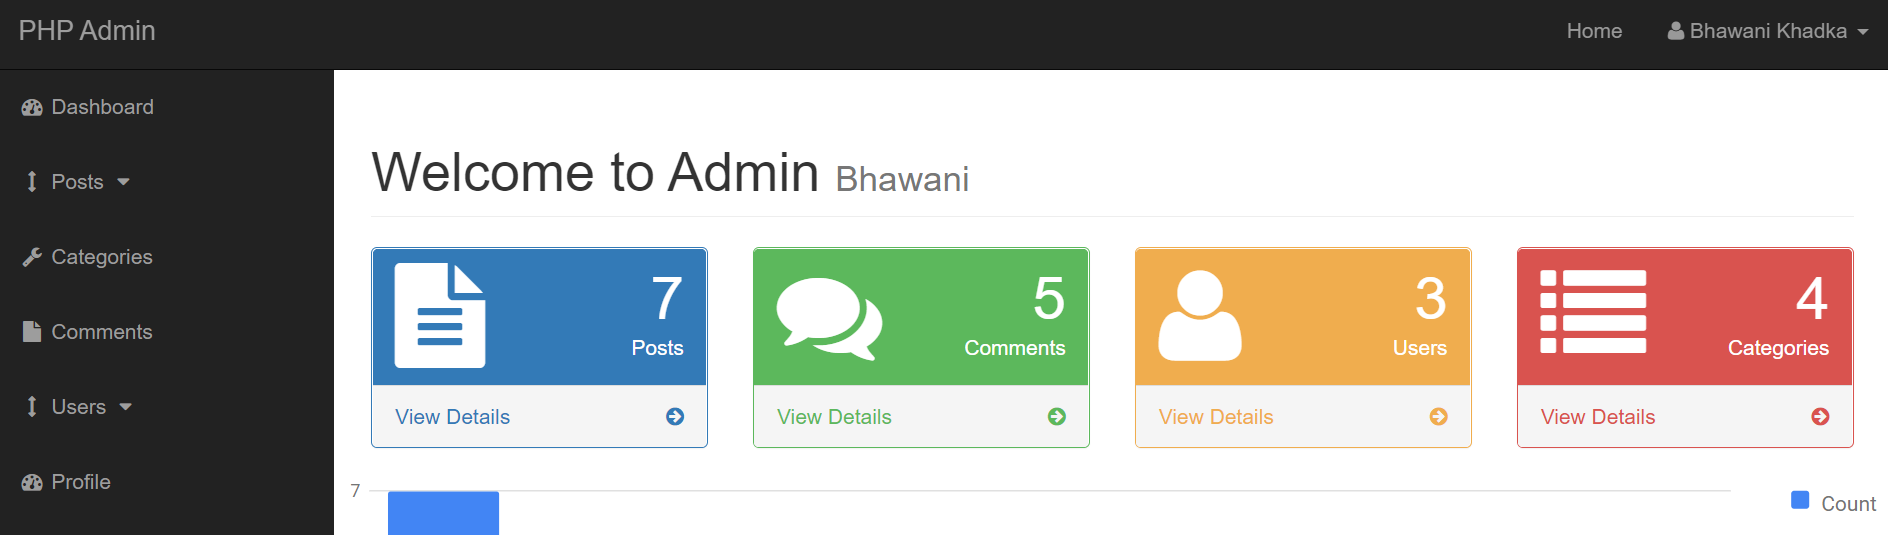 PHP Admin
Home
Bhawani Khadka
Dashboard
Posts
Categories
Comments
Users
Profile
Welcome to Admin Bhawani
7
Posts
View Details
5
Comments
View Details
3
Users
View Details
4
Categories
View Details
7
Count